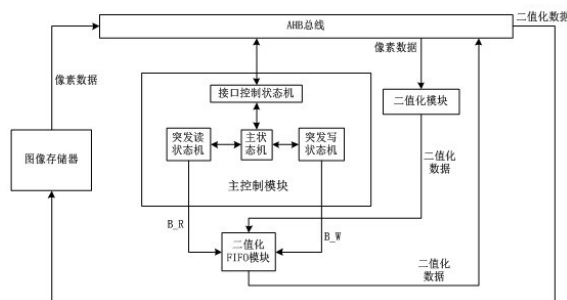 AHB总线
二值化数据
像素数据
像素数据
接口控制状态机
二值化模块
突发读
状态机
主状
态机
突发写
状态机
图像存储器
二值化
数据
主控制模块
B_R
B_W
二值化
FIFO模块
二值化
数据